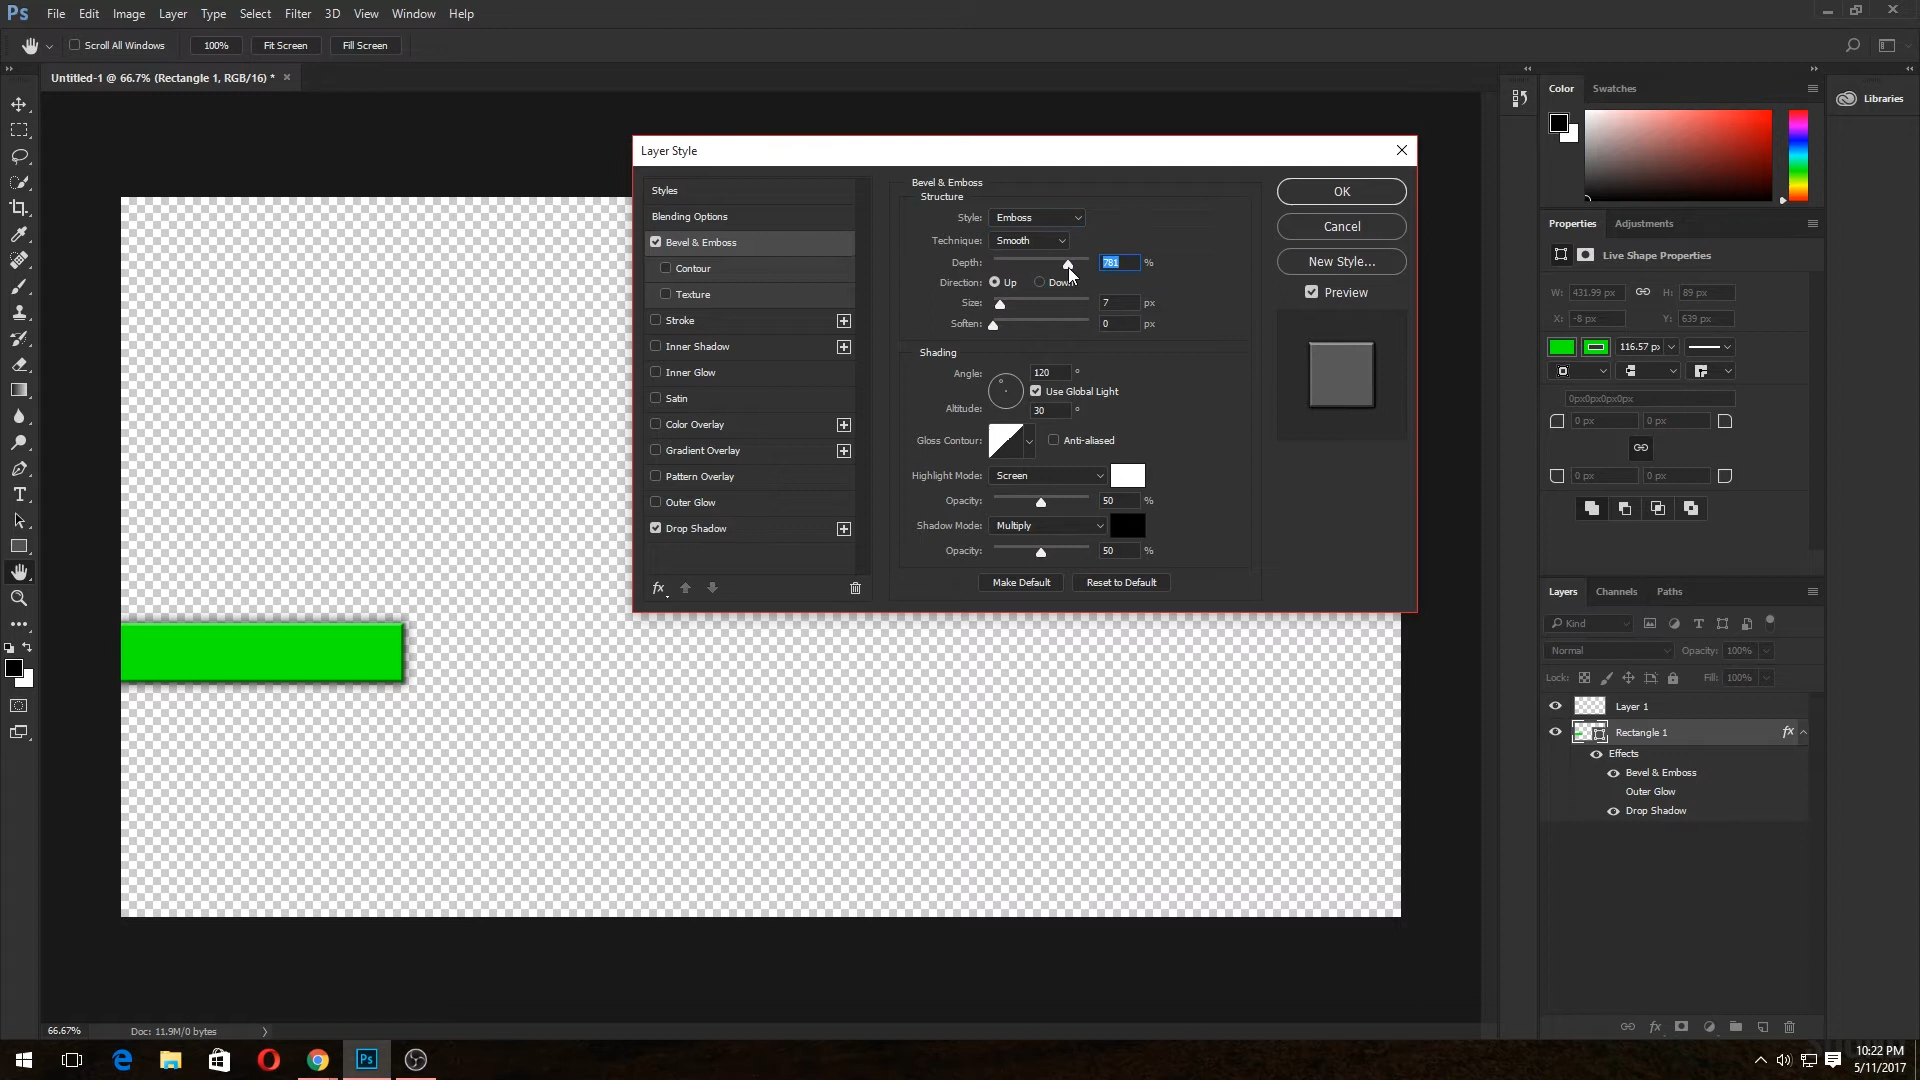 Ps File Edit Image Layer Type Select Filter 3D View Window Help
Scroll All Windows 100% Fit Screen Fill Screen
Untitled-1 @ 66.7% (Rectangle 1, RGB/16) *
Layer Style
Styles
Blending Options
Bevel & Emboss
Contour
Texture
Stroke
Inner Shadow
Inner Glow
Satin
Color Overlay
Gradient Overlay
Pattern Overlay
Outer Glow
Drop Shadow
fx
Bevel & Emboss
Structure
Style: Emboss
Technique: Smooth
Depth: 781 %
Direction: Up Down
Size: 7 px
Soften: 0 px
Shading
Angle: 120 °
Use Global Light
Altitude: 30 °
Gloss Contour: Anti-aliased
Highlight Mode: Screen
Opacity: 50 %
Shadow Mode: Multiply
Opacity: 50 %
Make Default Reset to Default
OK
Cancel
New Style...
Preview
Color Swatches
Libraries
Properties Adjustments
Live Shape Properties
W: 431.99 px H: 89 px
X: -8 px Y: 639 px
116.57 px
0px0px0px0px
0 px 0 px
0 px 0 px
Layers Channels Paths
Kind
Normal Opacity: 100%
Lock: Fill: 100%
Layer 1
Rectangle 1 fx
Effects
Bevel & Emboss
Outer Glow
Drop Shadow
fx
66.67% Doc: 11.9M/0 bytes
Ps
10:22 PM
5/11/2017